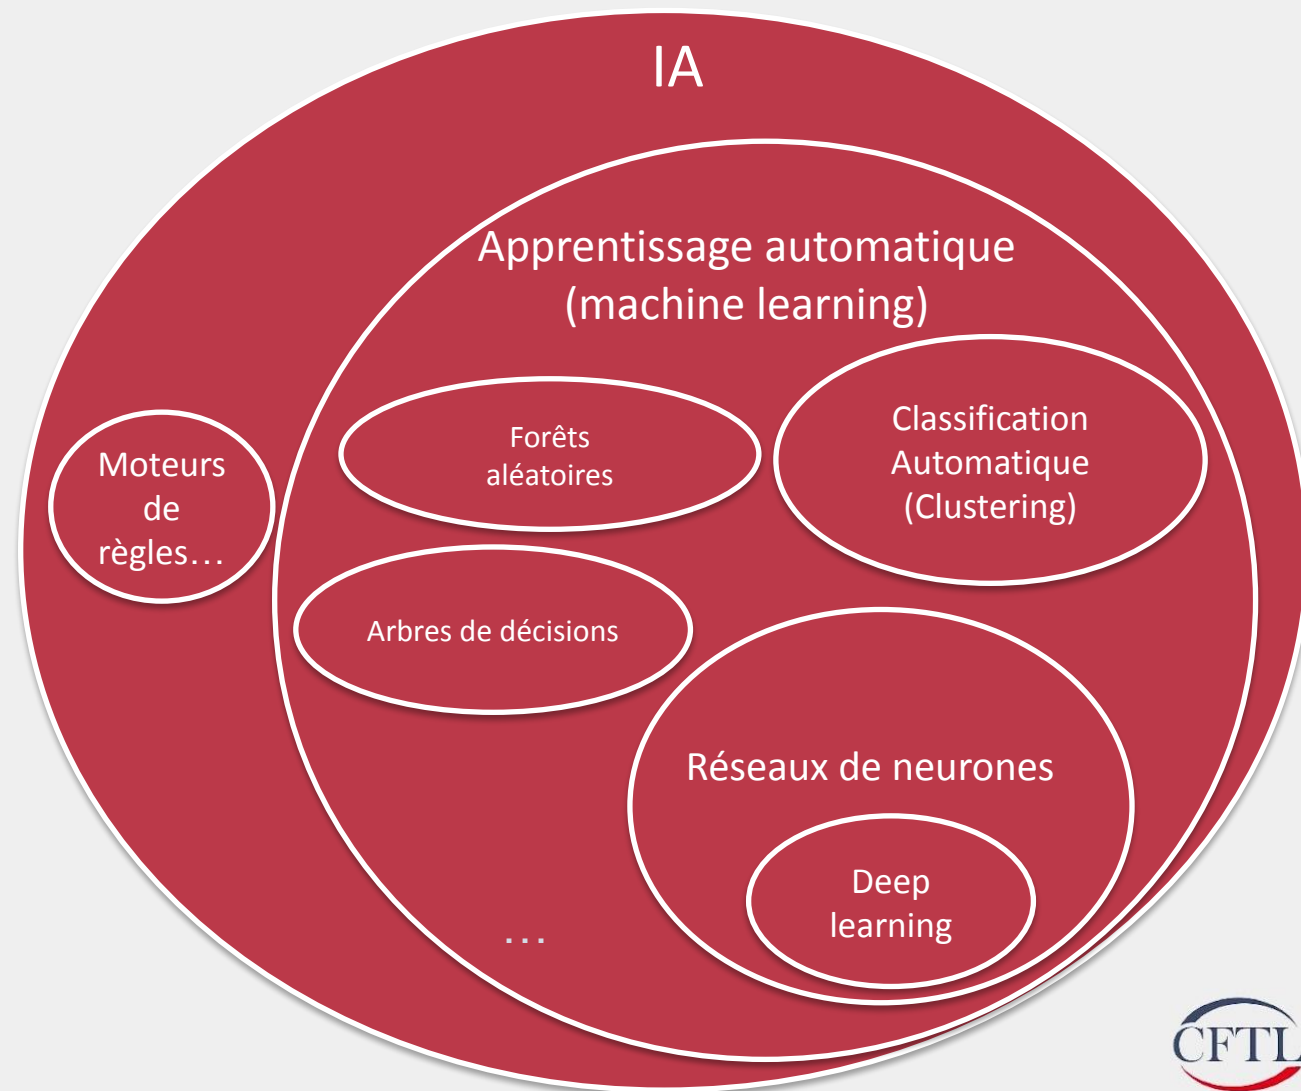 IA
Apprentissage automatique
(machine learning)
Forêts
aléatoires
Classification
Automatique
(Clustering)
Moteurs
de
règles…
Arbres de décisions
Réseaux de neurones
Deep
learning
…
CFTL